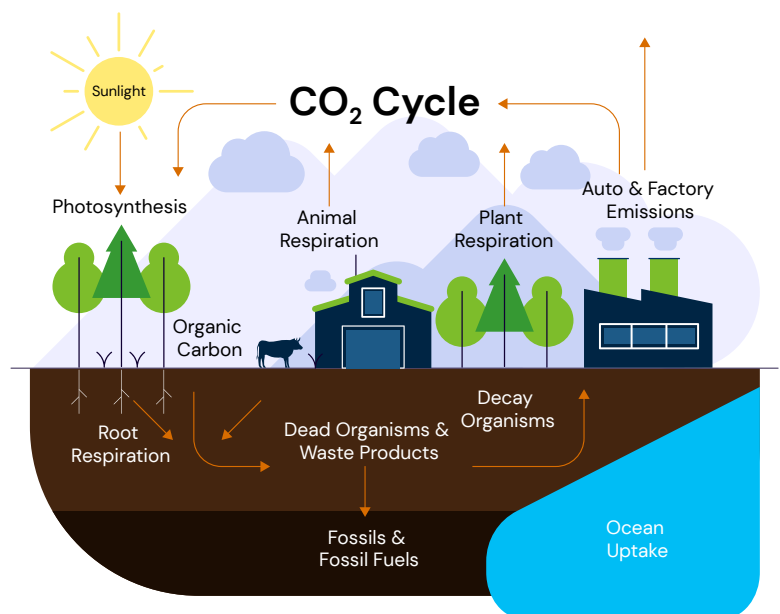 Sunlight
CO₂ Cycle
Photosynthesis
Animal
Respiration
Plant
Respiration
Auto & Factory
Emissions
Organic
Carbon
Root
Respiration
Dead Organisms &
Waste Products
Decay
Organisms
Fossils &
Fossil Fuels
Ocean
Uptake